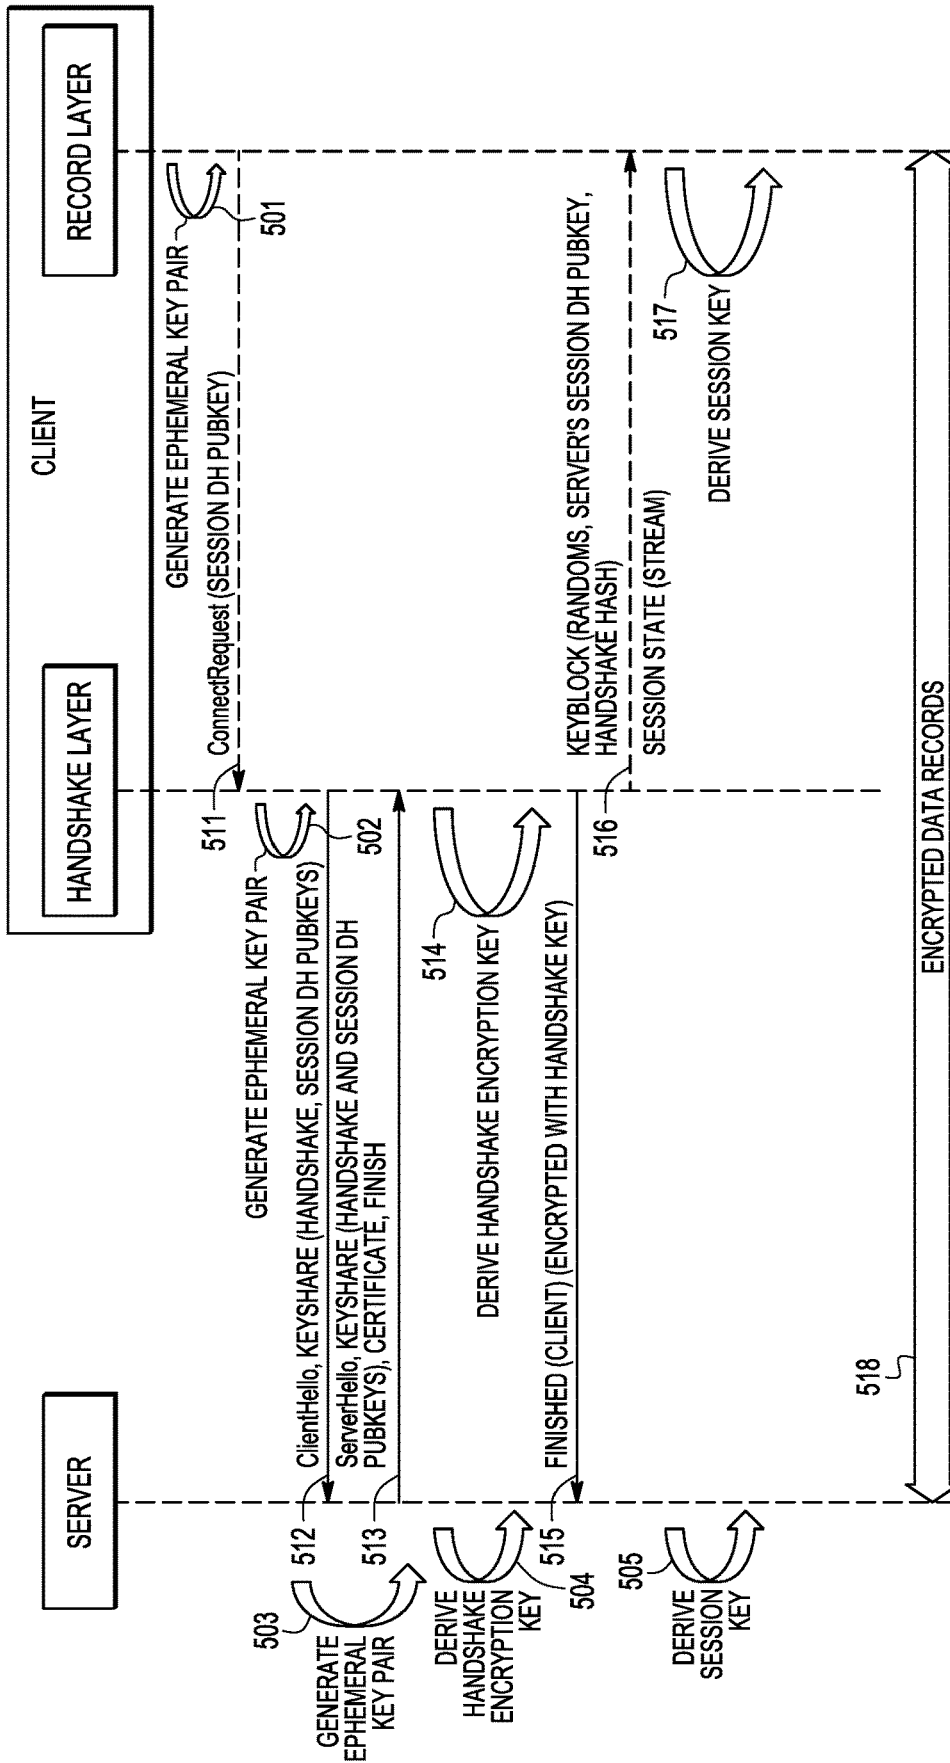 CLIENT
SERVER
HANDSHAKE LAYER
RECORD LAYER
GENERATE EPHEMERAL KEY PAIR
501
ConnectRequest (SESSION DH PUBKEY)
511
GENERATE EPHEMERAL KEY PAIR
502
ClientHello, KEYSHARE (HANDSHAKE, SESSION DH PUBKEYS)
512
503
GENERATE
EPHEMERAL
KEY PAIR
ServerHello, KEYSHARE (HANDSHAKE AND SESSION DH
PUBKEYS), CERTIFICATE, FINISH
513
514
DERIVE HANDSHAKE ENCRYPTION KEY
DERIVE
HANDSHAKE
ENCRYPTION
KEY
504
FINISHED (CLIENT) (ENCRYPTED WITH HANDSHAKE KEY)
515
KEYBLOCK (RANDOMS, SERVER'S SESSION DH PUBKEY,
HANDSHAKE HASH)
516
SESSION STATE (STREAM)
517
DERIVE SESSION KEY
505
DERIVE
SESSION
KEY
518
ENCRYPTED DATA RECORDS